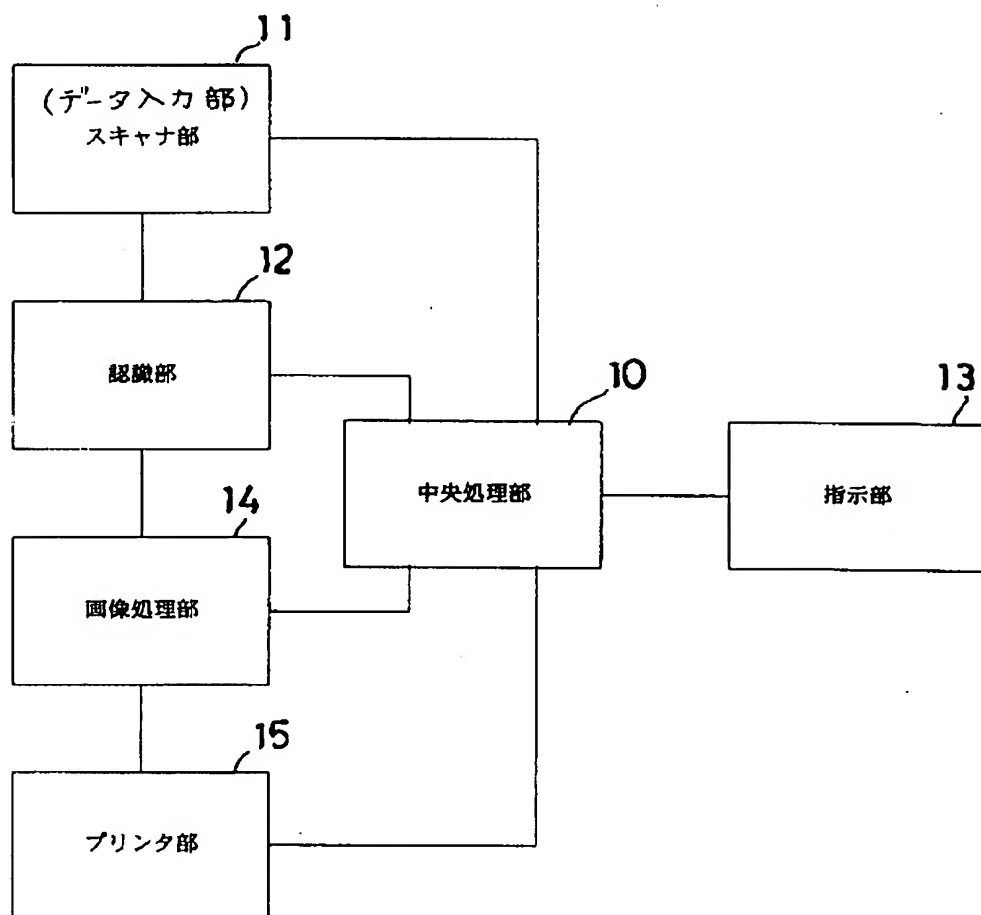 11
(データ入力部)
スキャナ部
12
認識部
10
中央処理部
13
指示部
14
画像処理部
15
プリンタ部